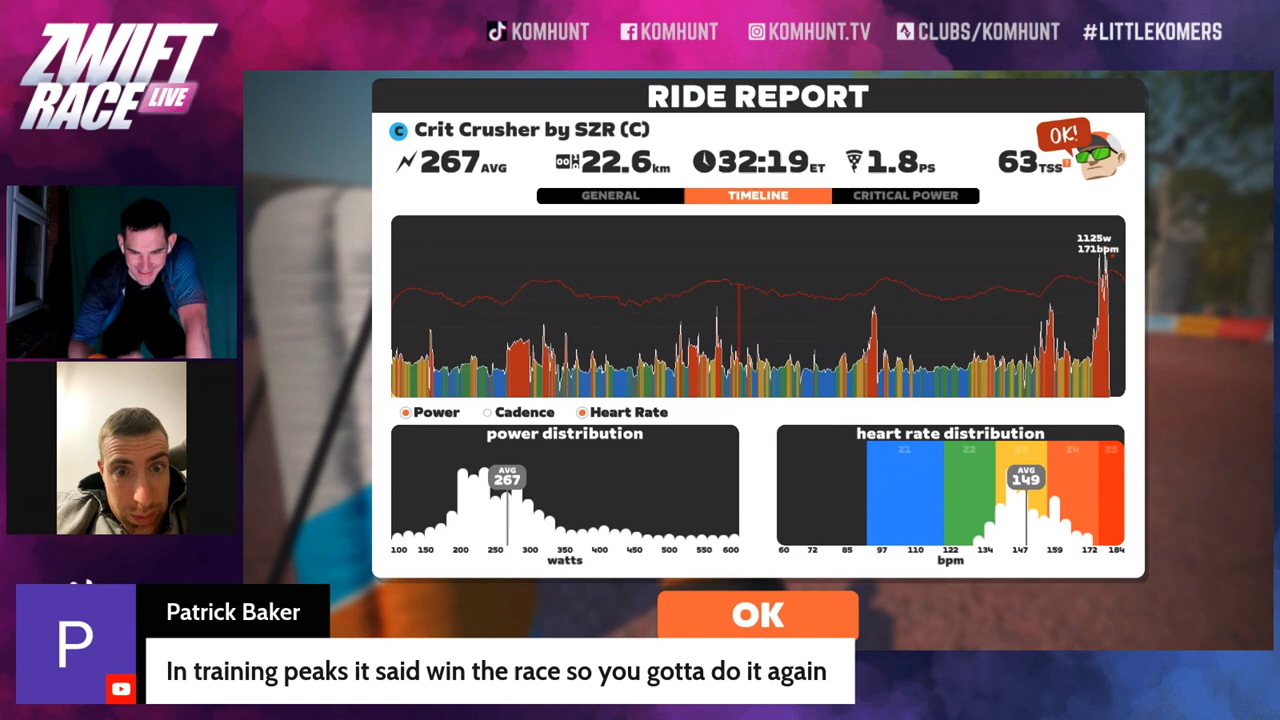 ZWIFT
RACE LIVE
KOMHUNT KOMHUNT KOMHUNT.TV CLUBS/KOMHUNT #LITTLEKOMERS
RIDE REPORT
C Crit Crusher by SZR (C)
OK!
267AVG 22.6km 32:19ET 1.8PS 63TSS
GENERAL TIMELINE CRITICAL POWER
1125w
171bpm
Power Cadence Heart Rate
power distribution
AVG
267
100 150 200 250 300 350 400 450 500 550 600
watts
heart rate distribution
Z1 Z2 Z3 Z4 Z5
AVG
149
60 72 85 97 110 122 134 147 159 172 184
bpm
OK
P
Patrick Baker
In training peaks it said win the race so you gotta do it again